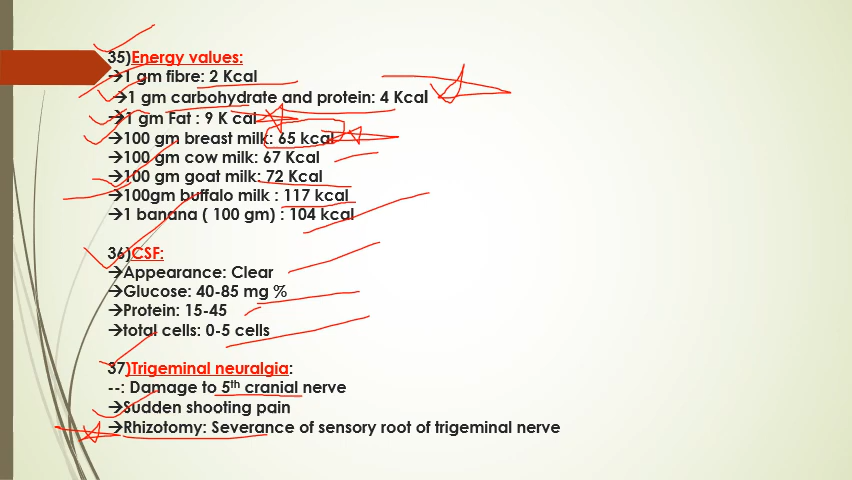 35)Energy values:
→1 gm fibre: 2 Kcal
→1 gm carbohydrate and protein: 4 Kcal
→1 gm Fat : 9 K cal
→100 gm breast milk: 65 kcal
→100 gm cow milk: 67 Kcal
→100 gm goat milk: 72 Kcal
→100gm buffalo milk : 117 kcal
→1 banana ( 100 gm) : 104 kcal
36)CSF:
→Appearance: Clear
→Glucose: 40-85 mg %
→Protein: 15-45
→total cells: 0-5 cells
37)Trigeminal neuralgia:
--: Damage to 5th cranial nerve
→Sudden shooting pain
→Rhizotomy: Severance of sensory root of trigeminal nerve